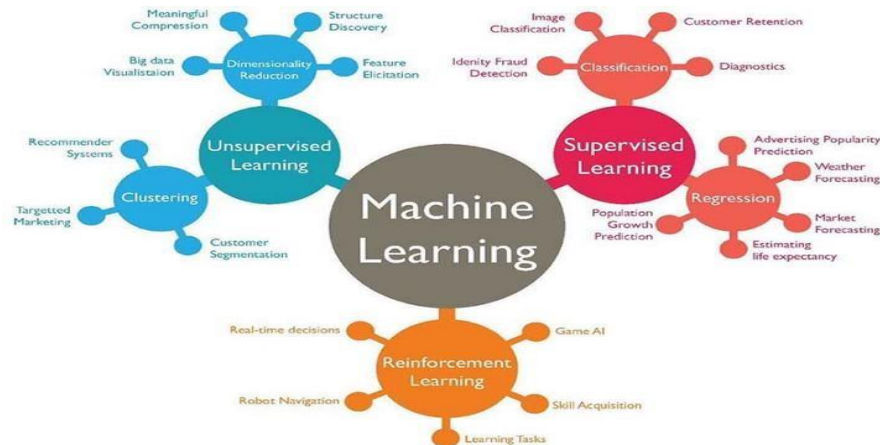 Machine
Learning
Unsupervised
Learning
Dimensionality
Reduction
Meaningful
Compression
Structure
Discovery
Big data
Visualistaion
Feature
Elicitation
Clustering
Recommender
Systems
Targetted
Marketing
Customer
Segmentation
Supervised
Learning
Classification
Image
Classification
Customer Retention
Idenity Fraud
Detection
Diagnostics
Regression
Advertising Popularity
Prediction
Weather
Forecasting
Population
Growth
Prediction
Market
Forecasting
Estimating
life expectancy
Reinforcement
Learning
Real-time decisions
Game AI
Robot Navigation
Skill Acquisition
Learning Tasks